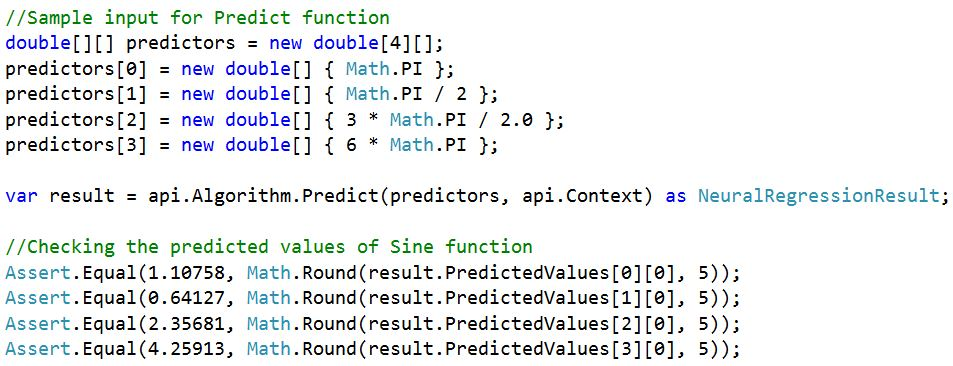 //Sample input for Predict function
double[][] predictors = new double[4][];
predictors[0] = new double[] { Math.PI };
predictors[1] = new double[] { Math.PI / 2 };
predictors[2] = new double[] { 3 * Math.PI / 2.0 };
predictors[3] = new double[] { 6 * Math.PI };
var result = api.Algorithm.Predict(predictors, api.Context) as NeuralRegressionResult;
//Checking the predicted values of Sine function
Assert.Equal(1.10758, Math.Round(result.PredictedValues[0][0], 5));
Assert.Equal(0.64127, Math.Round(result.PredictedValues[1][0], 5));
Assert.Equal(2.35681, Math.Round(result.PredictedValues[2][0], 5));
Assert.Equal(4.25913, Math.Round(result.PredictedValues[3][0], 5));